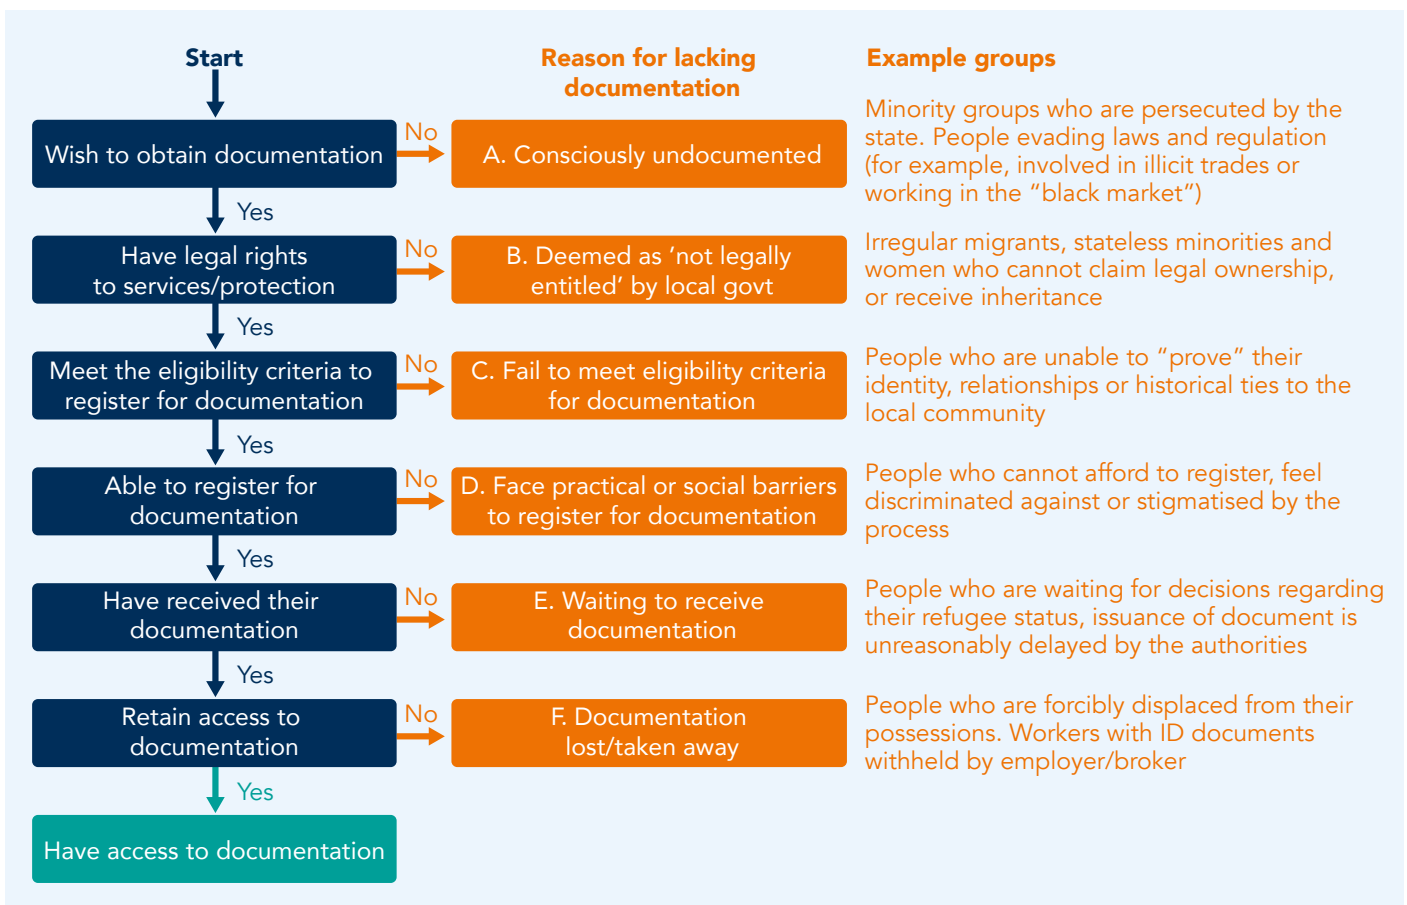 Start
Reason for lacking
documentation
Example groups
Wish to obtain documentation
No
A. Consciously undocumented
Minority groups who are persecuted by the
state. People evading laws and regulation
(for example, involved in illicit trades or
working in the “black market”)
Yes
Have legal rights
to services/protection
No
B. Deemed as ‘not legally
entitled’ by local govt
Irregular migrants, stateless minorities and
women who cannot claim legal ownership,
or receive inheritance
Yes
Meet the eligibility criteria to
register for documentation
No
C. Fail to meet eligibility criteria
for documentation
People who are unable to “prove” their
identity, relationships or historical ties to the
local community
Yes
Able to register for
documentation
No
D. Face practical or social barriers
to register for documentation
People who cannot afford to register, feel
discriminated against or stigmatised by the
process
Yes
Have received their
documentation
No
E. Waiting to receive
documentation
People who are waiting for decisions regarding
their refugee status, issuance of document is
unreasonably delayed by the authorities
Yes
Retain access to
documentation
No
F. Documentation
lost/taken away
People who are forcibly displaced from their
possessions. Workers with ID documents
withheld by employer/broker
Yes
Have access to documentation